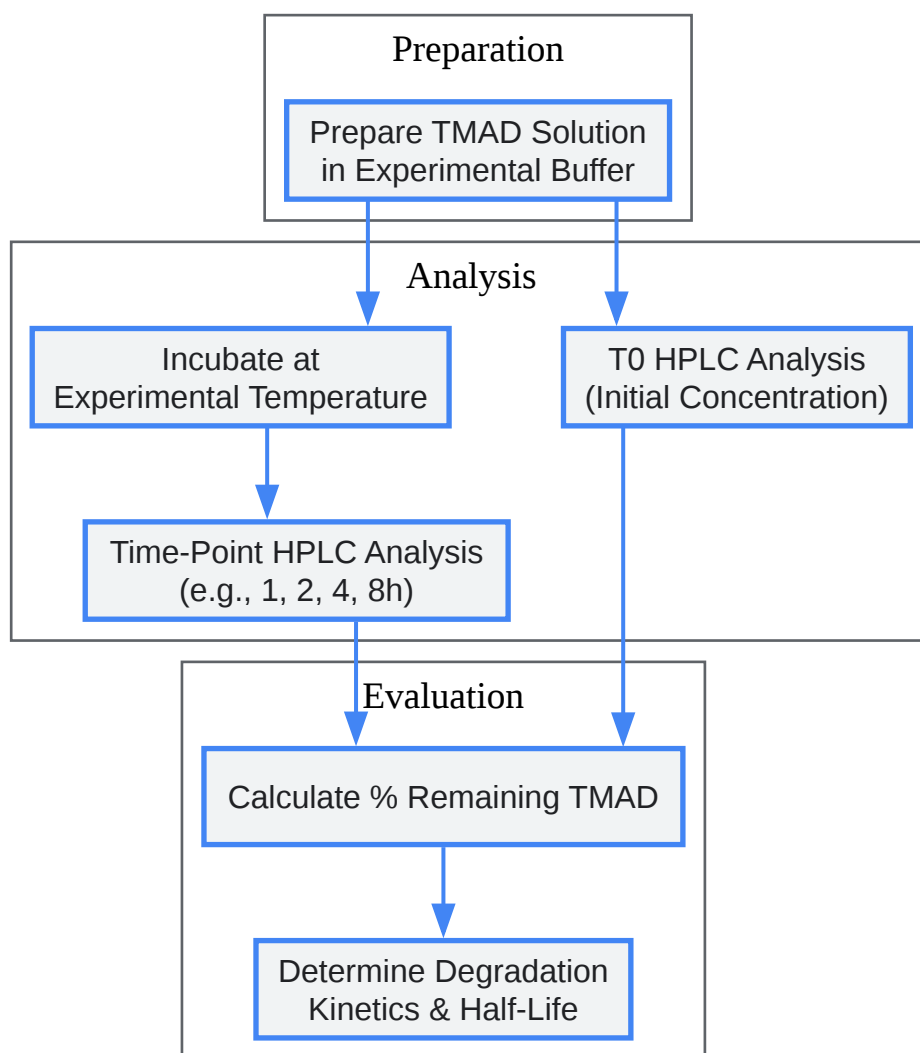 Preparation
Prepare TMAD Solution
in Experimental Buffer
Analysis
Incubate at
Experimental Temperature
T0 HPLC Analysis
(Initial Concentration)
Time-Point HPLC Analysis
(e.g., 1, 2, 4, 8h)
Evaluation
Calculate % Remaining TMAD
Determine Degradation
Kinetics & Half-Life